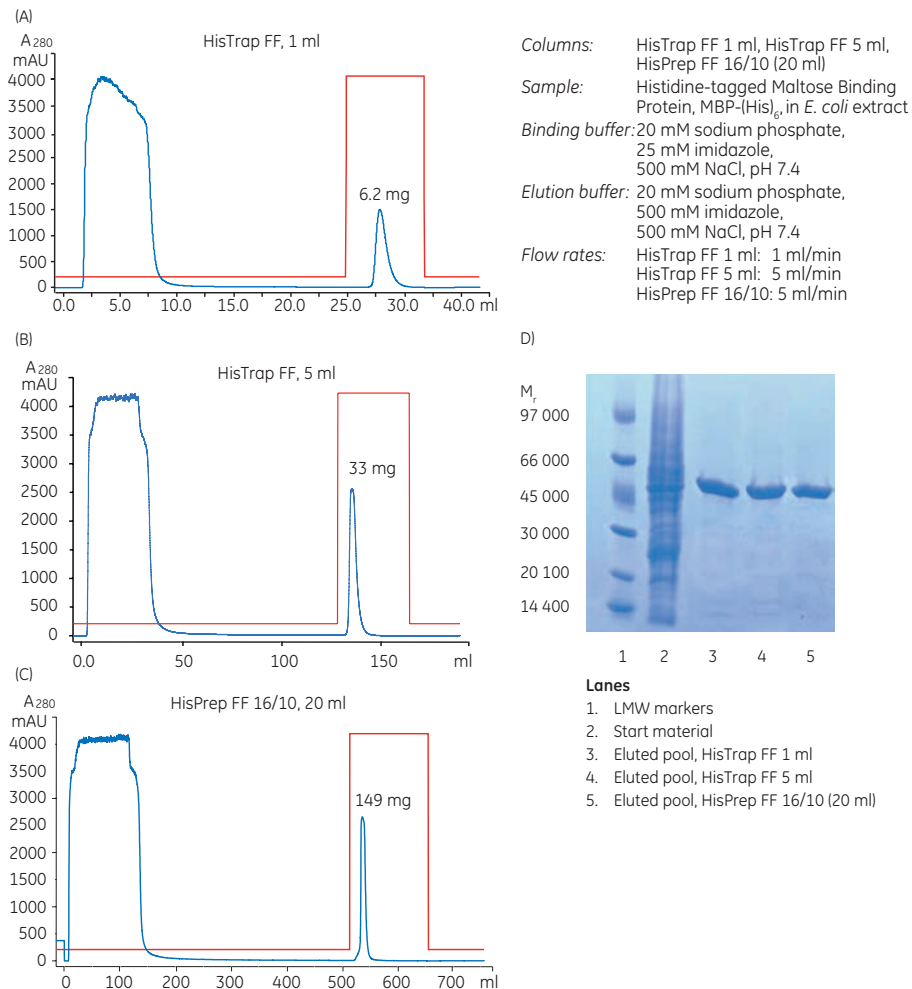 (A)
A280
mAU
HisTrap FF, 1 ml
4000
3500
3000
2500
2000
1500
1000
500
0
6.2 mg
0.0 5.0 10.0 15.0 20.0 25.0 30.0 35.0 40.0 ml
Columns: HisTrap FF 1 ml, HisTrap FF 5 ml,
HisPrep FF 16/10 (20 ml)
Sample: Histidine-tagged Maltose Binding
Protein, MBP-(His)6, in E. coli extract
Binding buffer: 20 mM sodium phosphate,
25 mM imidazole,
500 mM NaCl, pH 7.4
Elution buffer: 20 mM sodium phosphate,
500 mM imidazole,
500 mM NaCl, pH 7.4
Flow rates: HisTrap FF 1 ml: 1 ml/min
HisTrap FF 5 ml: 5 ml/min
HisPrep FF 16/10: 5 ml/min
(B)
A280
mAU
HisTrap FF, 5 ml
4000
3500
3000
2500
2000
1500
1000
500
0
33 mg
0.0 50 100 150 ml
(C)
A280
mAU
HisPrep FF 16/10, 20 ml
4000
3500
3000
2500
2000
1500
1000
500
0
149 mg
0 100 200 300 400 500 600 700 ml
D)
Mr
97 000
66 000
45 000
30 000
20 100
14 400
1 2 3 4 5
Lanes
1. LMW markers
2. Start material
3. Eluted pool, HisTrap FF 1 ml
4. Eluted pool, HisTrap FF 5 ml
5. Eluted pool, HisPrep FF 16/10 (20 ml)